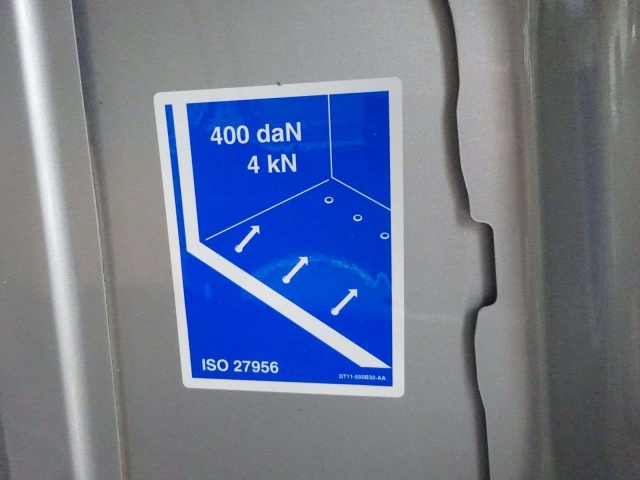 400 daN
4 kN
ISO 27956
DT11-550B32-AA